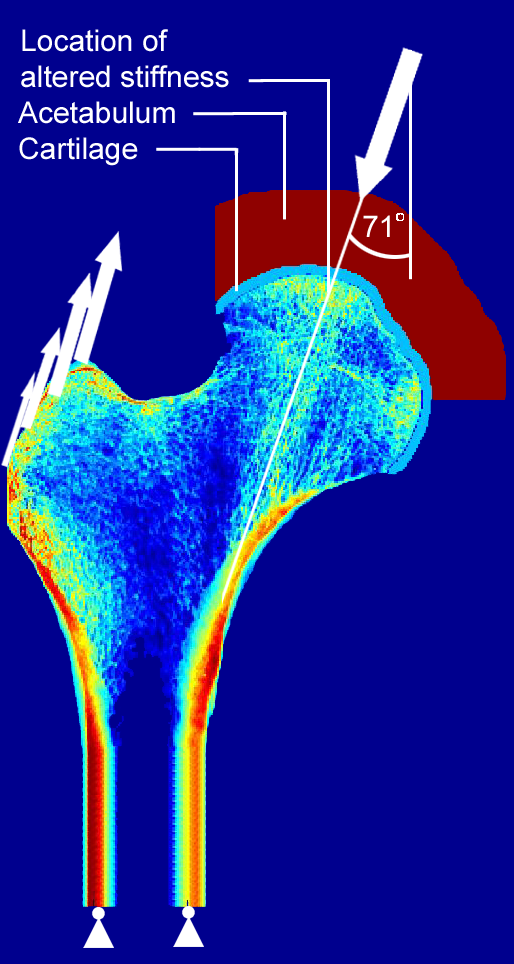 Location of
altered stiffness
Acetabulum
Cartilage
71°